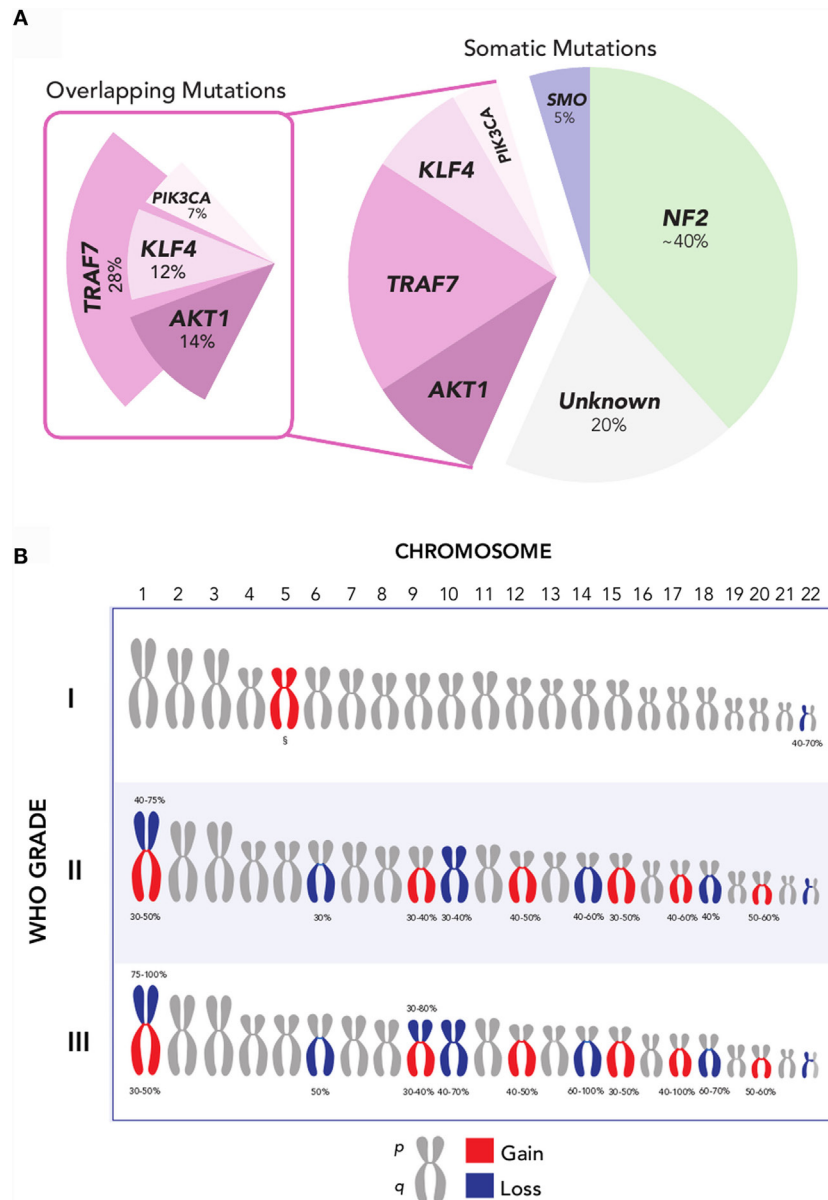 A
Somatic Mutations
Overlapping Mutations
SMO
5%
PIK3CA
KLF4
NF2
~40%
PIK3CA
7%
KLF4
12%
TRAF7
28%
TRAF7
AKT1
14%
AKT1
Unknown
20%
B
CHROMOSOME
1 2 3 4 5 6 7 8 9 10 11 12 13 14 15 16 17 18 19 20 21 22
I
§
40-70%
WHO GRADE
40-75%
II
30-50% 30% 30-40% 30-40% 40-50% 40-60% 30-50% 40-60% 40% 50-60%
75-100%
30-80%
III
30-50% 50% 30-40% 40-70% 40-50% 60-100% 30-50% 40-100% 60-70% 50-60%
p
Gain
q
Loss